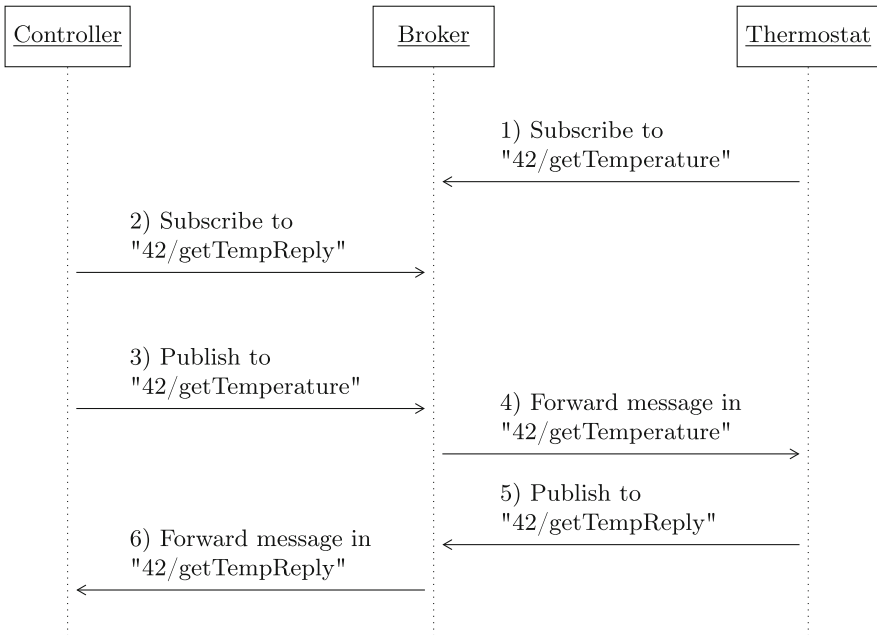 Controller
Broker
Thermostat
1) Subscribe to
"42/getTemperature"
2) Subscribe to
"42/getTempReply"
3) Publish to
"42/getTemperature"
4) Forward message in
"42/getTemperature"
5) Publish to
"42/getTempReply"
6) Forward message in
"42/getTempReply"